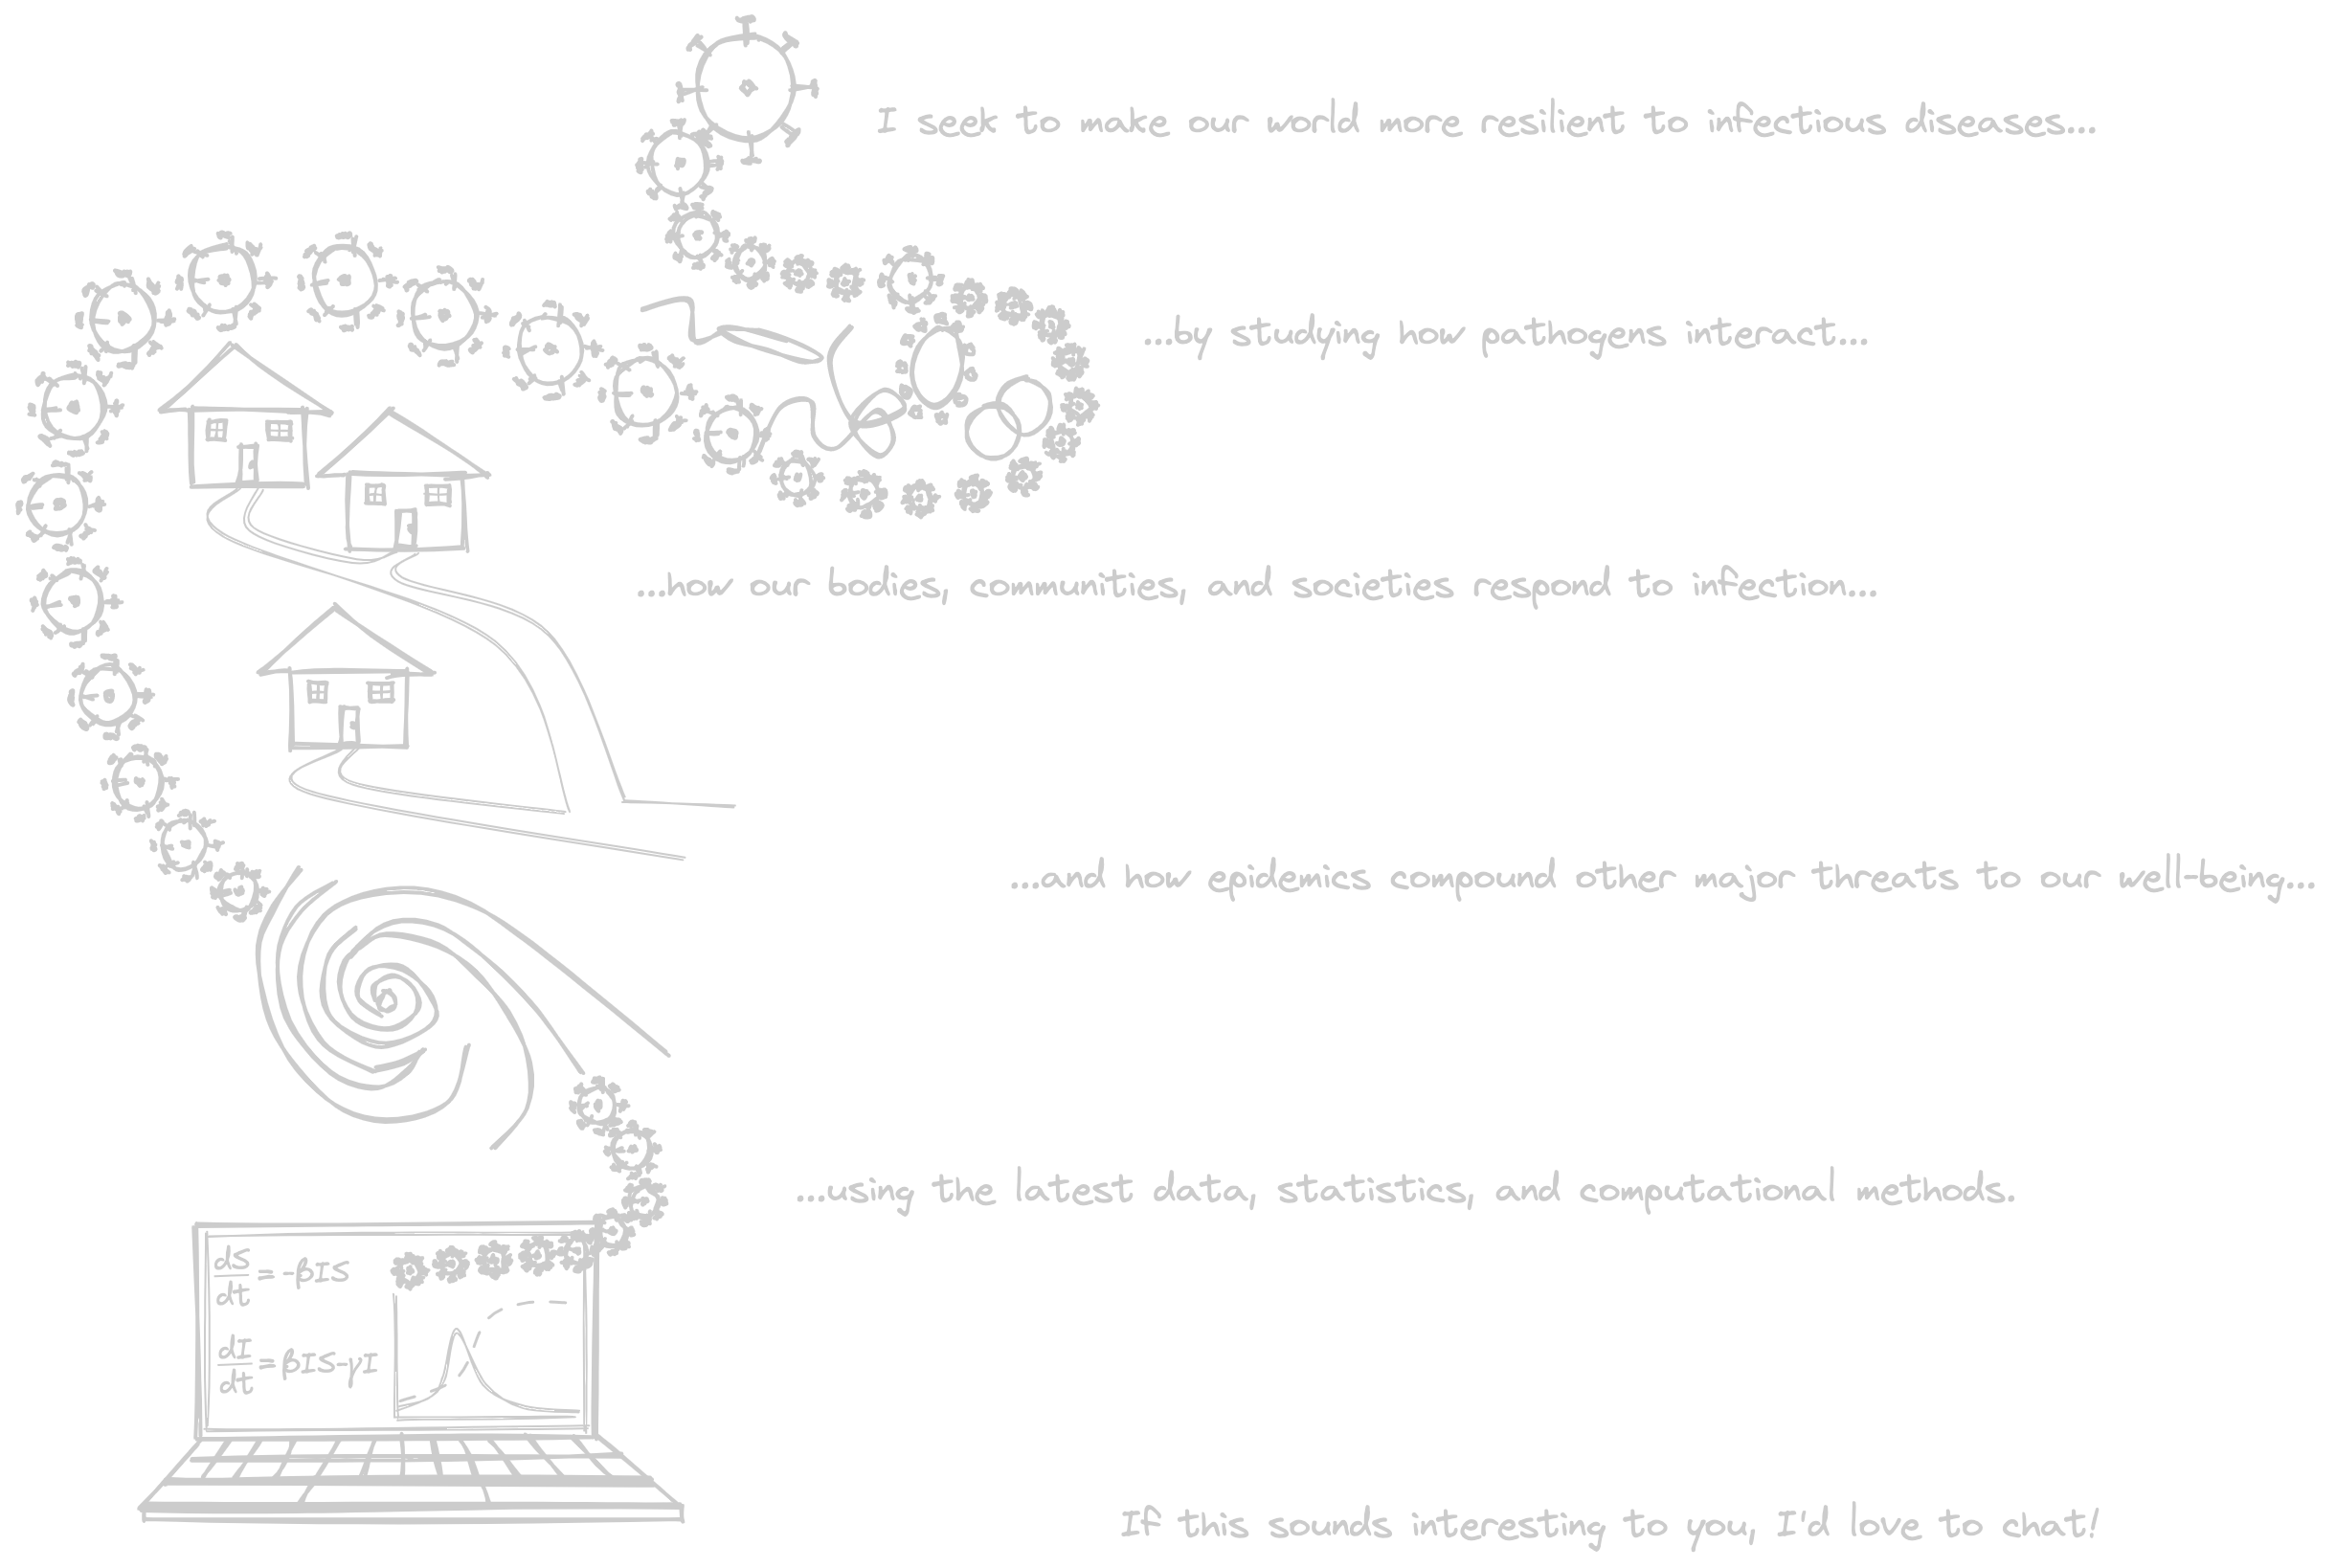 I seek to make our world more resilient to infectious diseases...
...by studying how pathogens interact...
...how our bodies, communities, and societies respond to infection...
...and how epidemics compound other major threats to our well-being...
...using the latest data, statistics, and computational methods.
dS/dt = -βIS
dI/dt = βIS-γI
If this sounds interesting to you, I'd love to chat!